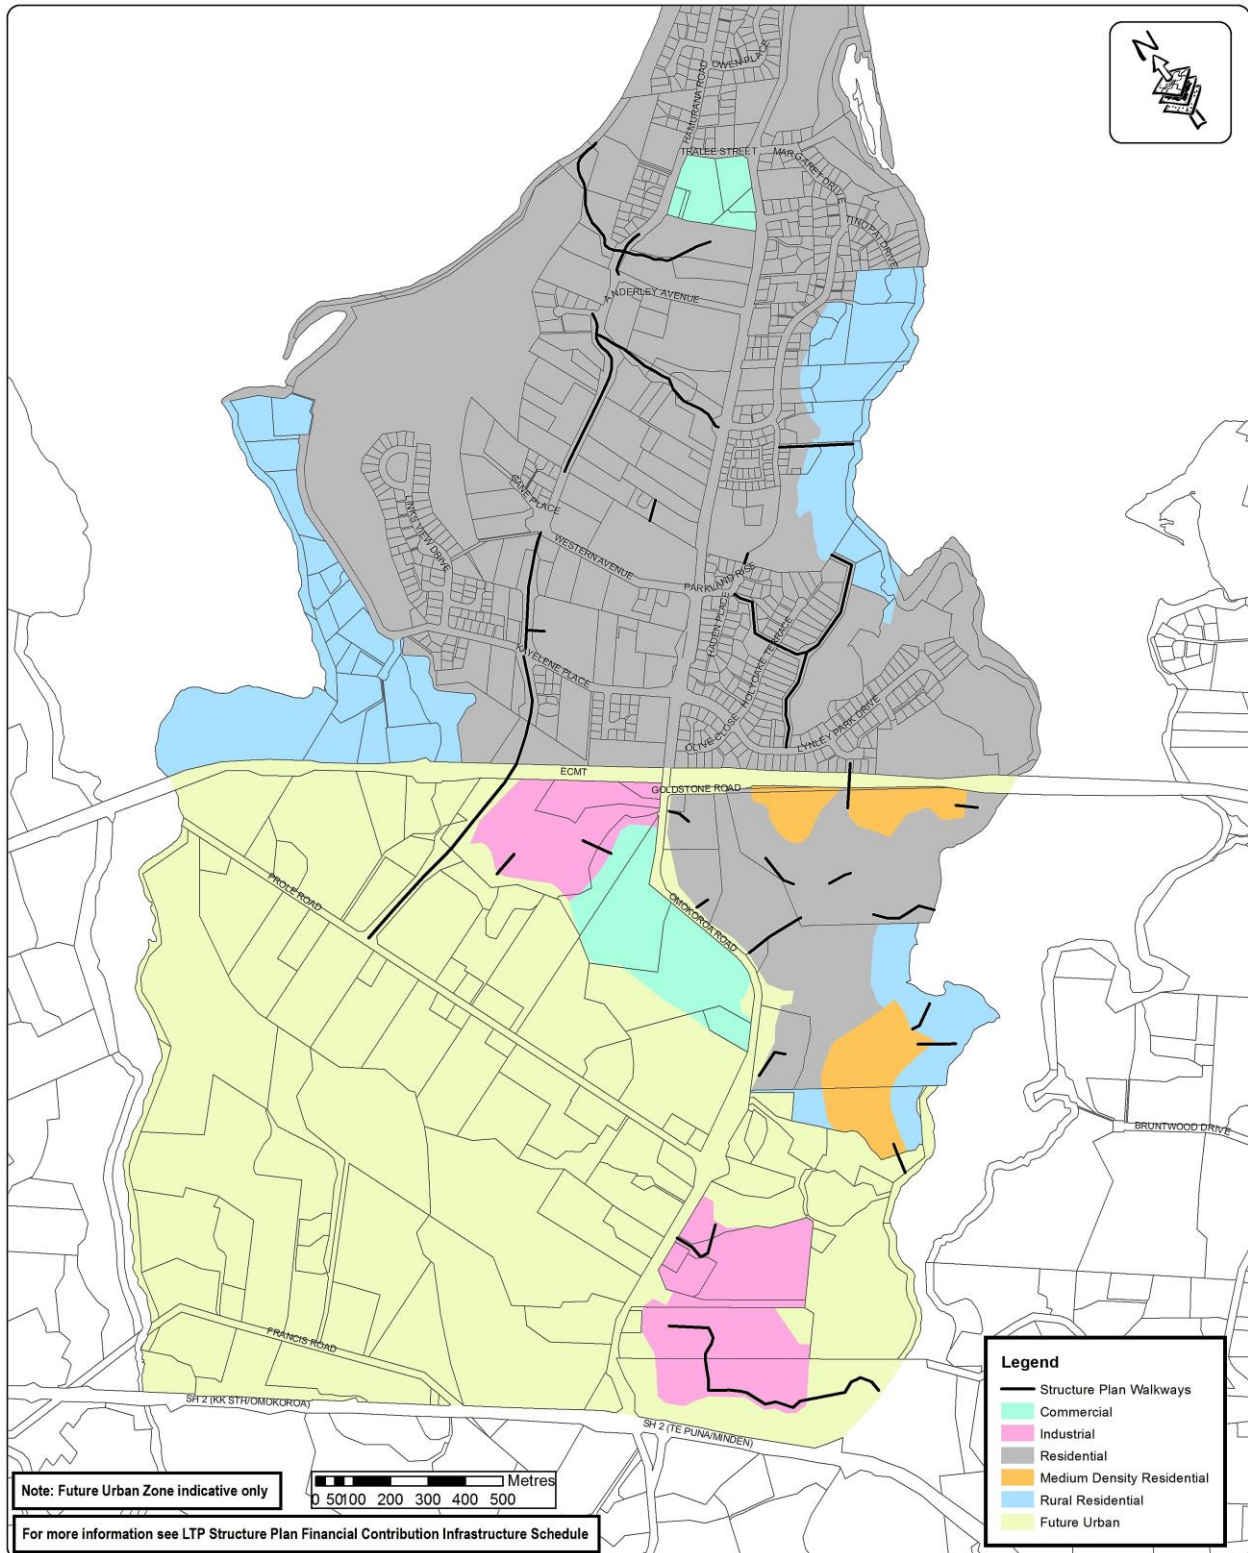 N
OWEN PLACE
HAMURANA ROAD
TRALEE STREET
MARGARET DRIVE
TINOPAI DRIVE
ANDERLEY AVENUE
GANE PLACE
LINKS VIEW DRIVE
WESTERN AVENUE
PARKLAND RISE
GADEN PLACE
HOLYOAKE TERRACE
KAYELENE PLACE
OLIVE CLOSE
LYNLEY PARK DRIVE
ECMT
GOLDSTONE ROAD
PROLE ROAD
OMOKOROA ROAD
BRUNTWOOD DRIVE
FRANCIS ROAD
SH 2 (KK STH/OMOKOROA)
SH 2 (TE PUNA/MINDEN)
Legend
Structure Plan Walkways
Commercial
Industrial
Residential
Medium Density Residential
Rural Residential
Future Urban
Note: Future Urban Zone indicative only
Metres
0 50100 200 300 400 500
For more information see LTP Structure Plan Financial Contribution Infrastructure Schedule